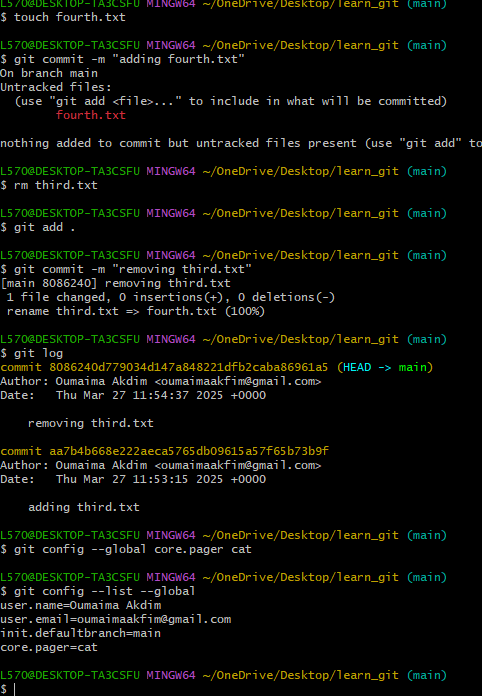 L570@DESKTOP-TA3CSFU MINGW64 ~/OneDrive/Desktop/learn_git (main)
$ touch fourth.txt
L570@DESKTOP-TA3CSFU MINGW64 ~/OneDrive/Desktop/learn_git (main)
$ git commit -m "adding fourth.txt"
On branch main
Untracked files:
  (use "git add <file>..." to include in what will be committed)
        fourth.txt
nothing added to commit but untracked files present (use "git add" to
L570@DESKTOP-TA3CSFU MINGW64 ~/OneDrive/Desktop/learn_git (main)
$ rm third.txt
L570@DESKTOP-TA3CSFU MINGW64 ~/OneDrive/Desktop/learn_git (main)
$ git add .
L570@DESKTOP-TA3CSFU MINGW64 ~/OneDrive/Desktop/learn_git (main)
$ git commit -m "removing third.txt"
[main 8086240] removing third.txt
 1 file changed, 0 insertions(+), 0 deletions(-)
 rename third.txt => fourth.txt (100%)
L570@DESKTOP-TA3CSFU MINGW64 ~/OneDrive/Desktop/learn_git (main)
$ git log
commit 8086240d779034d147a848221dfb2caba86961a5 (HEAD -> main)
Author: Oumaima Akdim <oumaimaakfim@gmail.com>
Date:   Thu Mar 27 11:54:37 2025 +0000
    removing third.txt
commit aa7b4b668e222aeca5765db09615a57f65b73b9f
Author: Oumaima Akdim <oumaimaakfim@gmail.com>
Date:   Thu Mar 27 11:53:15 2025 +0000
    adding third.txt
L570@DESKTOP-TA3CSFU MINGW64 ~/OneDrive/Desktop/learn_git (main)
$ git config --global core.pager cat
L570@DESKTOP-TA3CSFU MINGW64 ~/OneDrive/Desktop/learn_git (main)
$ git config --list --global
user.name=Oumaima Akdim
user.email=oumaimaakfim@gmail.com
init.defaultbranch=main
core.pager=cat
L570@DESKTOP-TA3CSFU MINGW64 ~/OneDrive/Desktop/learn_git (main)
$